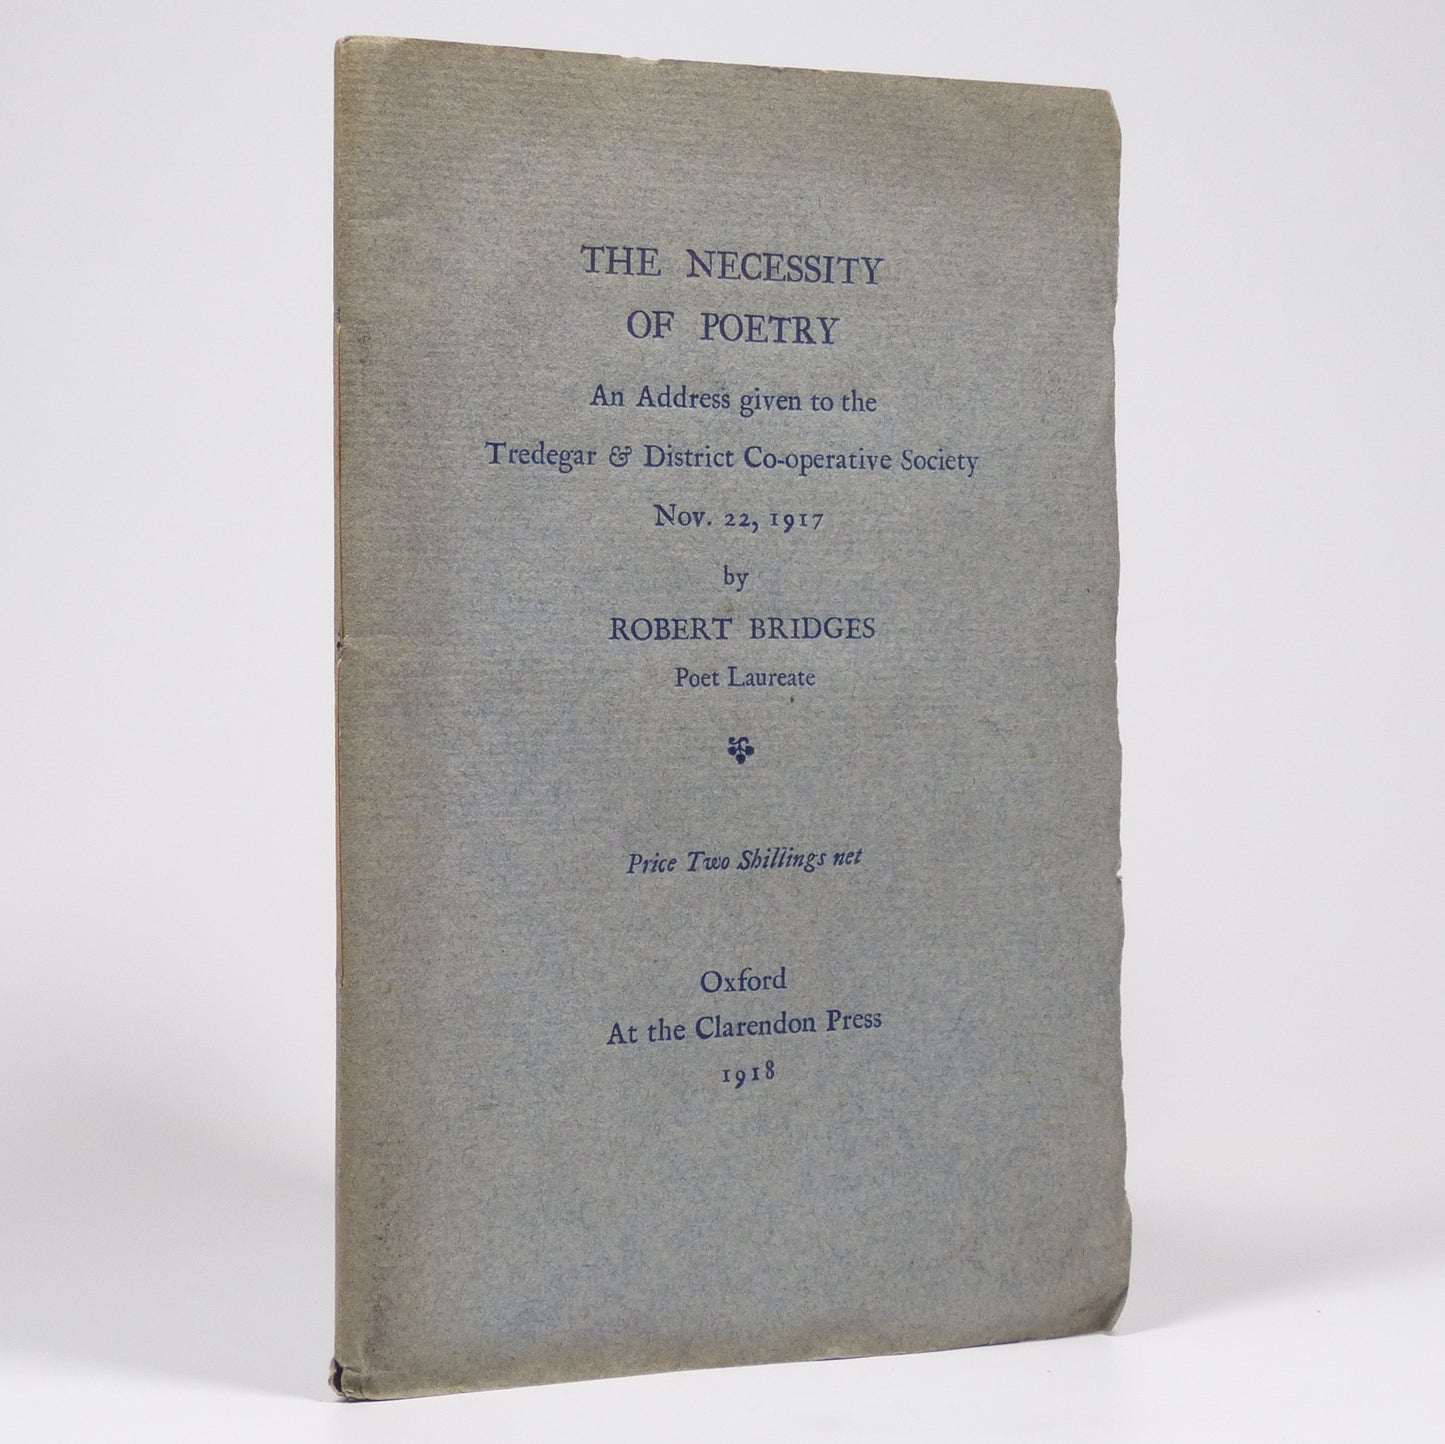 THE NECESSITY
OF POETRY
An Address given to the
Tredegar & District Co-operative Society
Nov. 22, 1917
by
ROBERT BRIDGES
Poet Laureate
Price Two Shillings net
Oxford
At the Clarendon Press
1918